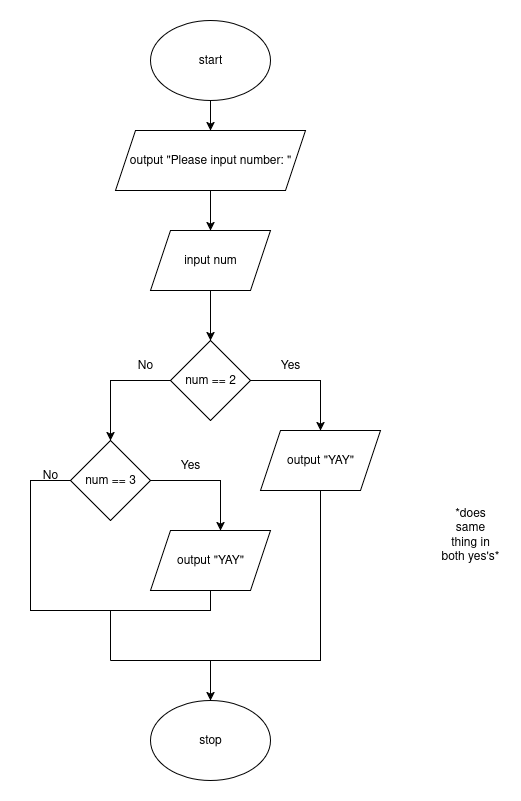 start
output "Please input number: "
input num
No
Yes
num == 2
output "YAY"
No
num == 3
Yes
output "YAY"
*does
same
thing in
both yes's*
stop